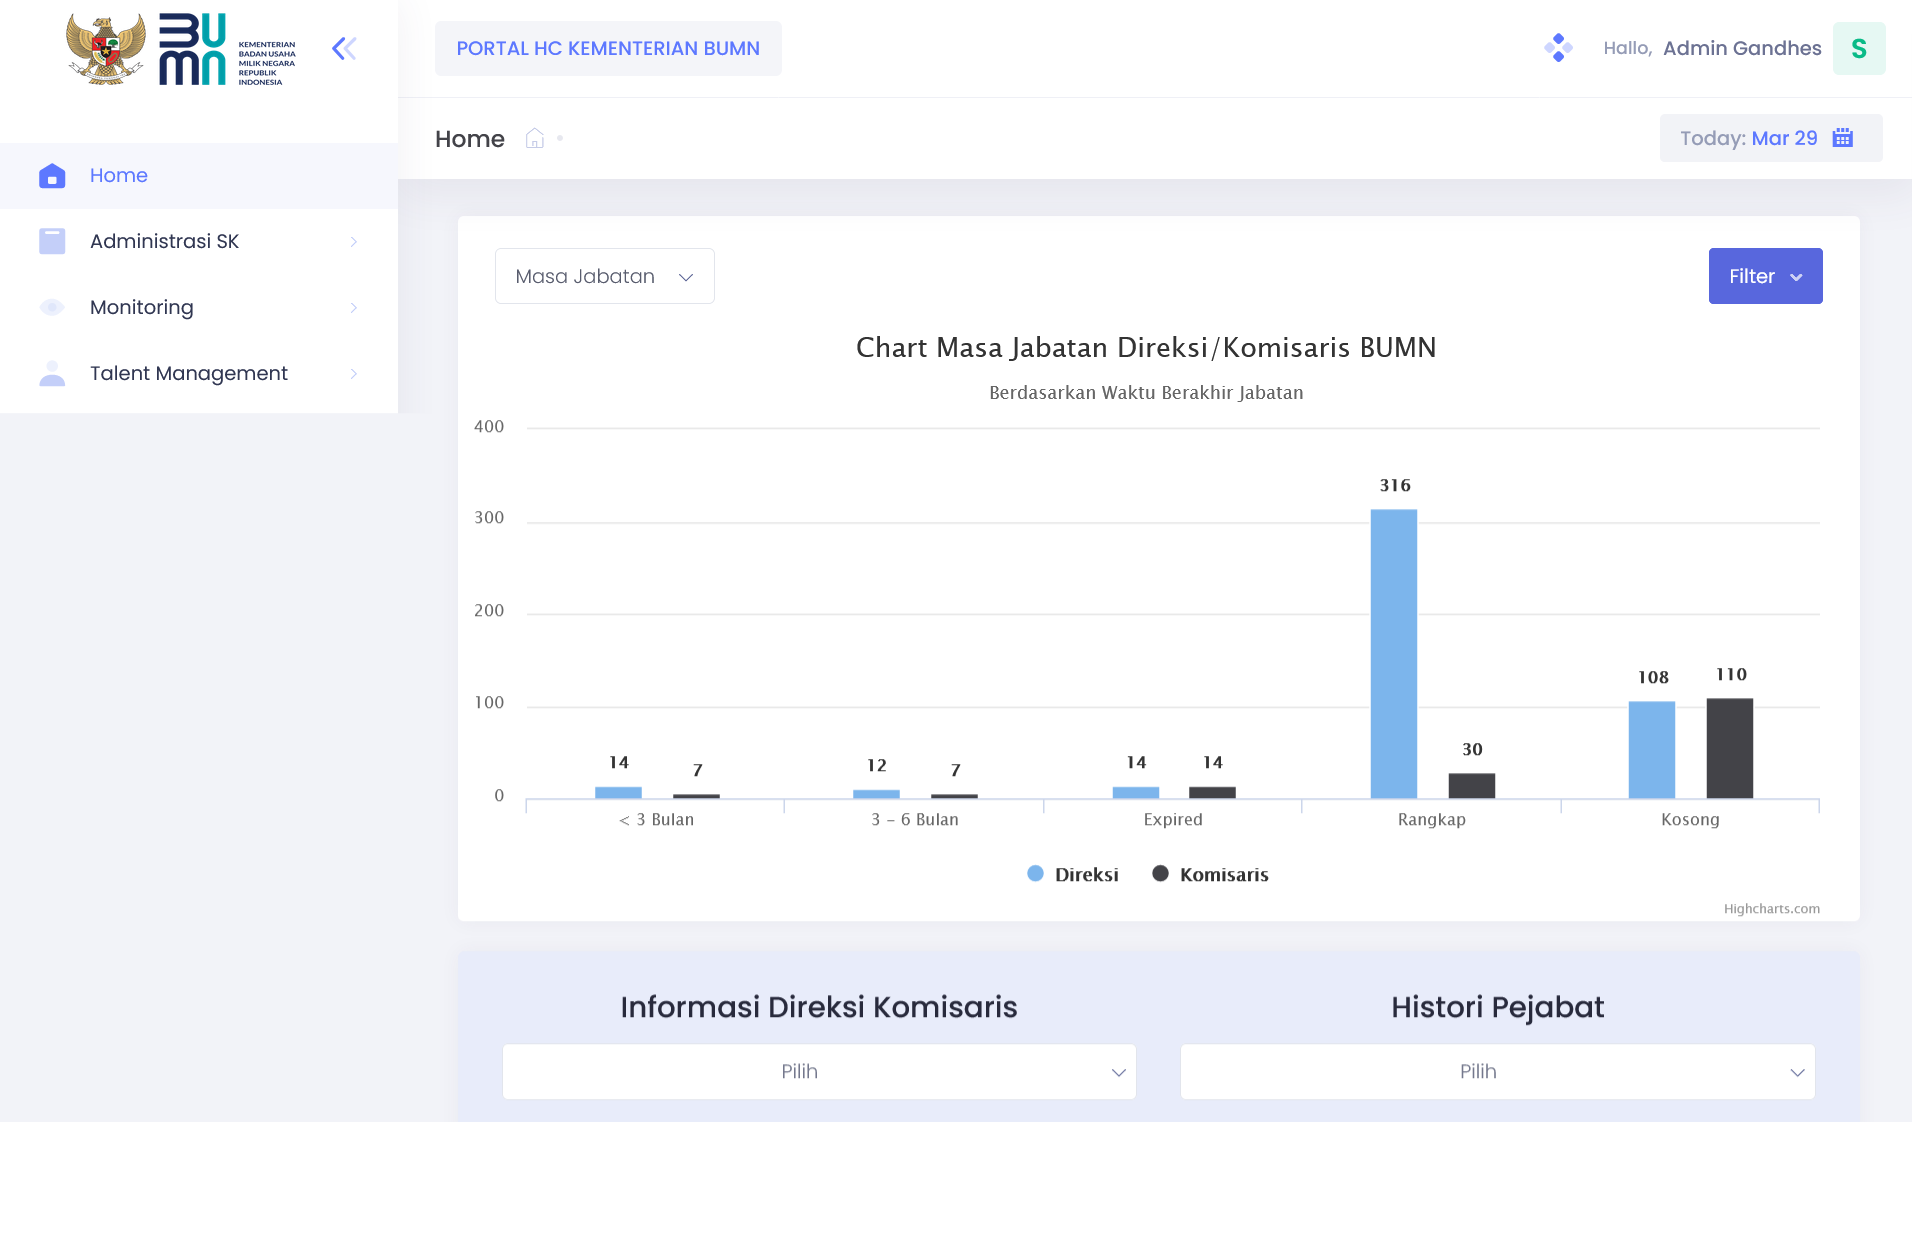 BUMN
KEMENTERIAN
BADAN USAHA
MILIK NEGARA
REPUBLIK
INDONESIA
PORTAL HC KEMENTERIAN BUMN
Hallo, Admin Gandhes S
Home
Today: Mar 29
Home
Administrasi SK
Monitoring
Talent Management
Masa Jabatan
Filter
Chart Masa Jabatan Direksi/Komisaris BUMN
Berdasarkan Waktu Berakhir Jabatan
400
300
200
100
0
14
7
12
7
14
14
316
30
108
110
< 3 Bulan
3 – 6 Bulan
Expired
Rangkap
Kosong
Direksi
Komisaris
Highcharts.com
Informasi Direksi Komisaris
Pilih
Histori Pejabat
Pilih